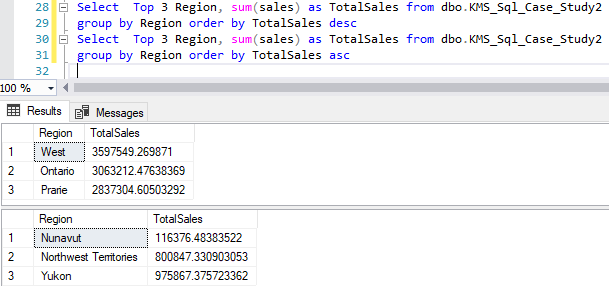 28 Select Top 3 Region, sum(sales) as TotalSales from dbo.KMS_Sql_Case_Study2
29 group by Region order by TotalSales desc
30 Select Top 3 Region, sum(sales) as TotalSales from dbo.KMS_Sql_Case_Study2
31 group by Region order by TotalSales asc
32
100 %
Results Messages
Region TotalSales
1 West 3597549.269871
2 Ontario 3063212.47638369
3 Prarie 2837304.60503292
Region TotalSales
1 Nunavut 116376.48383522
2 Northwest Territories 800847.330903053
3 Yukon 975867.375723362